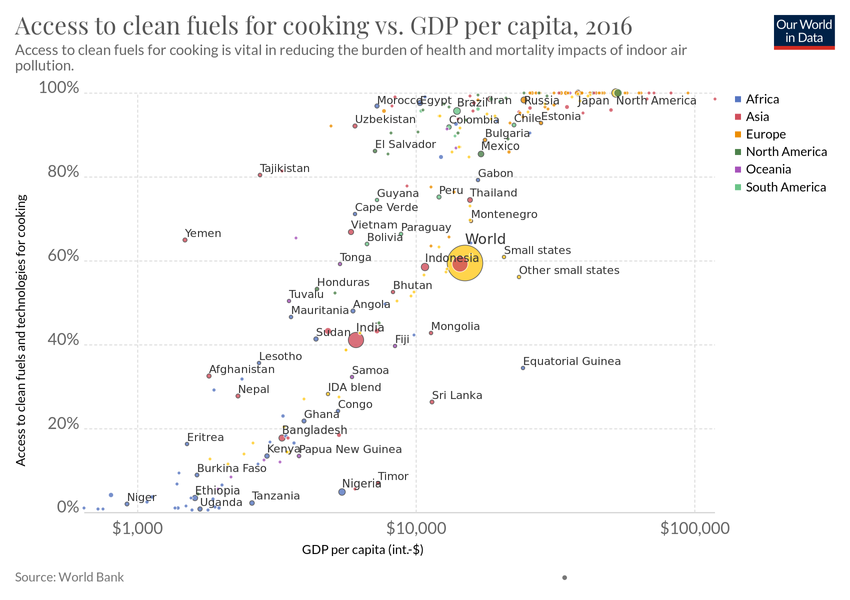 Access to clean fuels for cooking vs. GDP per capita, 2016
Our World
in Data
Access to clean fuels for cooking is vital in reducing the burden of health and mortality impacts of indoor air
pollution.
100%
80%
60%
40%
20%
0%
Access to clean fuels and technologies for cooking
Morocco
Egypt
Brazil
Iran
Russia
Japan
North America
Uzbekistan
Colombia
Chile
Estonia
El Salvador
Bulgaria
Mexico
Tajikistan
Gabon
Guyana
Peru
Thailand
Cape Verde
Montenegro
Vietnam
Paraguay
Yemen
Bolivia
World
Tonga
Indonesia
Small states
Other small states
Honduras
Bhutan
Tuvalu
Mauritania
Angola
Sudan
India
Mongolia
Fiji
Lesotho
Equatorial Guinea
Afghanistan
Samoa
Nepal
IDA blend
Sri Lanka
Congo
Ghana
Bangladesh
Eritrea
Kenya
Papua New Guinea
Burkina Faso
Timor
Nigeria
Ethiopia
Niger
Tanzania
Uganda
$1,000
$10,000
$100,000
GDP per capita (int.-$)
Africa
Asia
Europe
North America
Oceania
South America
Source: World Bank